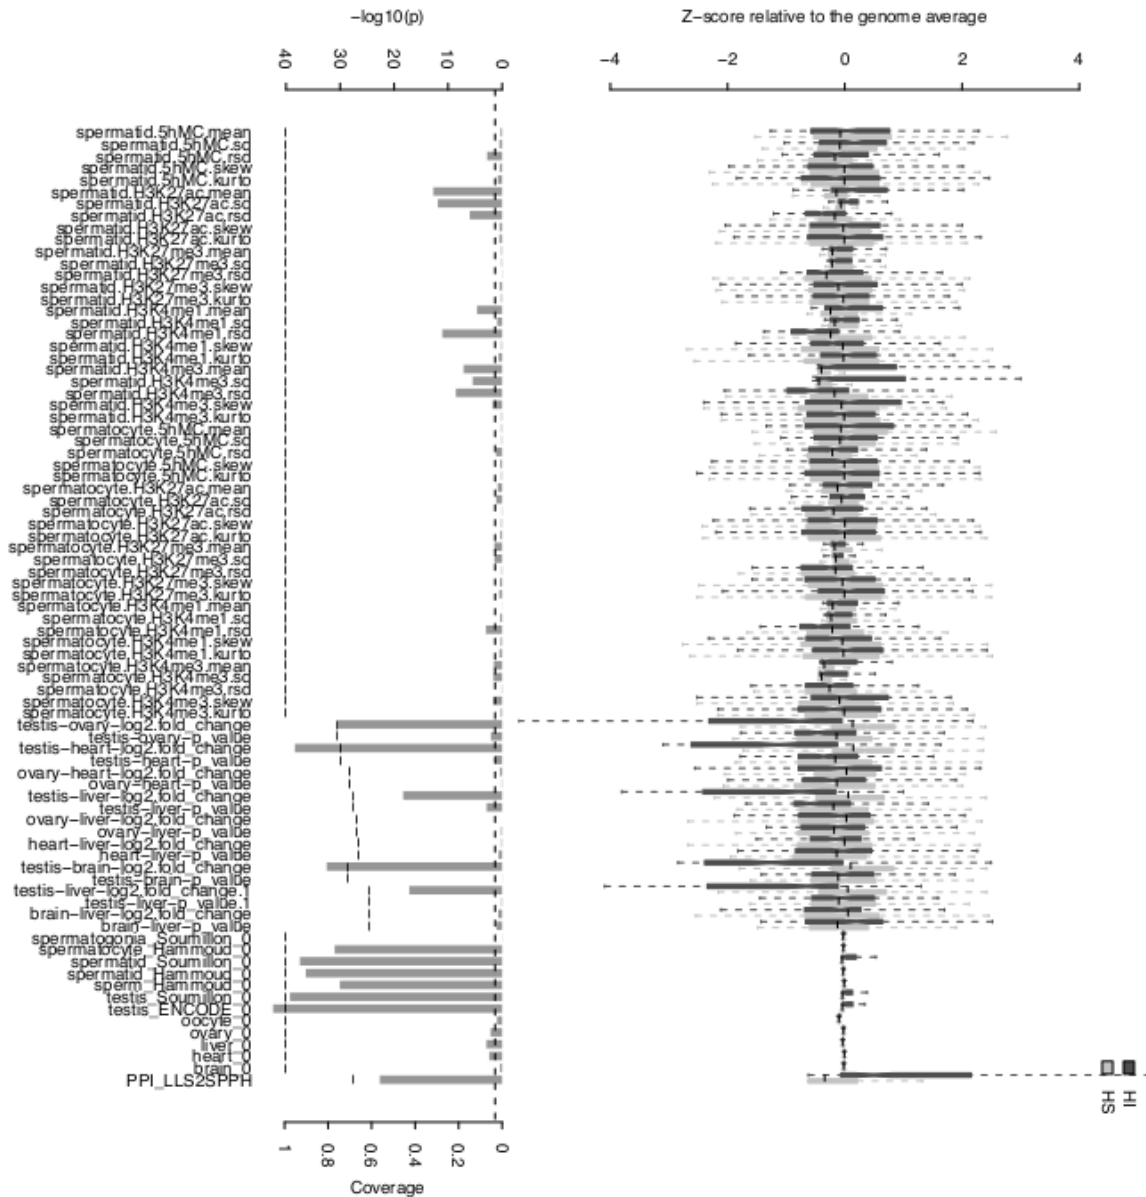 -log10(p)
Z-score relative to the genome average
40 30 20 10 0
-4 -2 0 2 4
spermatid.5hMC.mean
spermatid.5hMC.sd
spermatid.5hMC.rsd
spermatid.5hMC.skew
spermatid.5hMC.kurto
spermatid.H3K27ac.mean
spermatid.H3K27ac.sd
spermatid.H3K27ac.rsd
spermatid.H3K27ac.skew
spermatid.H3K27ac.kurto
spermatid.H3K27me3.mean
spermatid.H3K27me3.sd
spermatid.H3K27me3.rsd
spermatid.H3K27me3.skew
spermatid.H3K27me3.kurto
spermatid.H3K4me1.mean
spermatid.H3K4me1.sd
spermatid.H3K4me1.rsd
spermatid.H3K4me1.skew
spermatid.H3K4me1.kurto
spermatid.H3K4me3.mean
spermatid.H3K4me3.sd
spermatid.H3K4me3.rsd
spermatid.H3K4me3.skew
spermatid.H3K4me3.kurto
spermatocyte.5hMC.mean
spermatocyte.5hMC.sd
spermatocyte.5hMC.rsd
spermatocyte.5hMC.skew
spermatocyte.5hMC.kurto
spermatocyte.H3K27ac.mean
spermatocyte.H3K27ac.sd
spermatocyte.H3K27ac.rsd
spermatocyte.H3K27ac.skew
spermatocyte.H3K27ac.kurto
spermatocyte.H3K27me3.mean
spermatocyte.H3K27me3.sd
spermatocyte.H3K27me3.rsd
spermatocyte.H3K27me3.skew
spermatocyte.H3K27me3.kurto
spermatocyte.H3K4me1.mean
spermatocyte.H3K4me1.sd
spermatocyte.H3K4me1.rsd
spermatocyte.H3K4me1.skew
spermatocyte.H3K4me1.kurto
spermatocyte.H3K4me3.mean
spermatocyte.H3K4me3.sd
spermatocyte.H3K4me3.rsd
spermatocyte.H3K4me3.skew
spermatocyte.H3K4me3.kurto
testis-ovary-log2.fold_change
testis-ovary-p_value
testis-heart-log2.fold_change
testis-heart-p_value
ovary-heart-log2.fold_change
ovary-heart-p_value
testis-liver-log2.fold_change
testis-liver-p_value
ovary-liver-log2.fold_change
ovary-liver-p_value
heart-liver-log2.fold_change
heart-liver-p_value
testis-brain-log2.fold_change
testis-brain-p_value
testis-liver-log2.fold_change.1
testis-liver-p_value.1
brain-liver-log2.fold_change
brain-liver-p_value
spermatogonia_Soumillon_0
spermatocyte_Hammoud_0
spermatid_Soumillon_0
spermatid_Hammoud_0
sperm_Hammoud_0
testis_Soumillon_0
testis_ENCODE_0
oocyte_0
ovary_0
liver_0
heart_0
brain_0
PPI_LLS2SPPH
HI
HS
1 0.8 0.6 0.4 0.2 0
Coverage